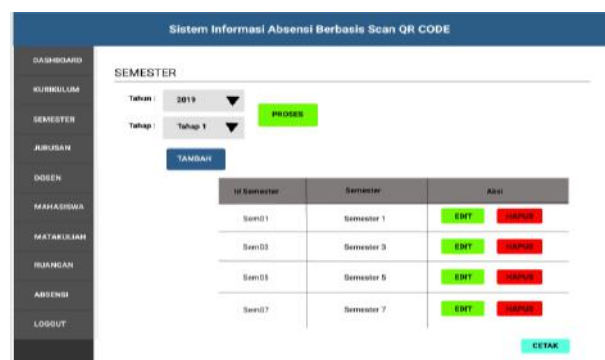 Sistem Informasi Absensi Berbasis Scan QR CODE
DASHBOARD
KURIKULUM
SEMESTER
JURUSAN
DOSEN
MAHASISWA
MATAKULIAH
RUANGAN
ABSENSI
LOGOUT
SEMESTER
Tahun : 2019
Tahap : Tahap 1
PROSES
TAMBAH
Id Semester Semester Aksi
Sem01 Semester 1 EDIT HAPUS
Sem03 Semester 3 EDIT HAPUS
Sem05 Semester 5 EDIT HAPUS
Sem07 Semester 7 EDIT HAPUS
CETAK